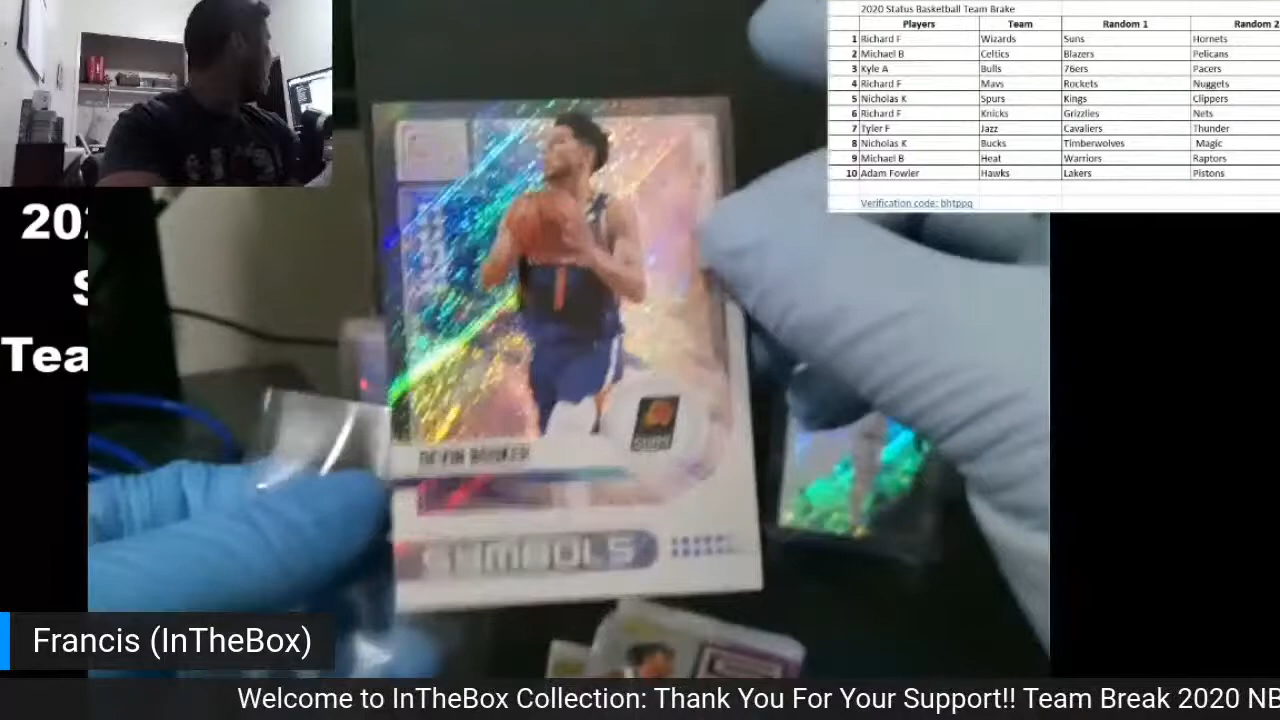 2020 Status Basketball Team Brake
Players Team Random 1 Random 2
1 Richard F Wizards Suns Hornets
2 Michael B Celtics Blazers Pelicans
3 Kyle A Bulls 76ers Pacers
4 Richard F Mavs Rockets Nuggets
5 Nicholas K Spurs Kings Clippers
6 Richard F Knicks Grizzlies Nets
7 Tyler F Jazz Cavaliers Thunder
8 Nicholas K Bucks Timberwolves Magic
9 Michael B Heat Warriors Raptors
10 Adam Fowler Hawks Lakers Pistons
Verification code: bhtppq
202
S
Tea
DEVIN BOOKER
SUNS
SYMBOLS
Francis (InTheBox)
Welcome to InTheBox Collection: Thank You For Your Support!! Team Break 2020 NB